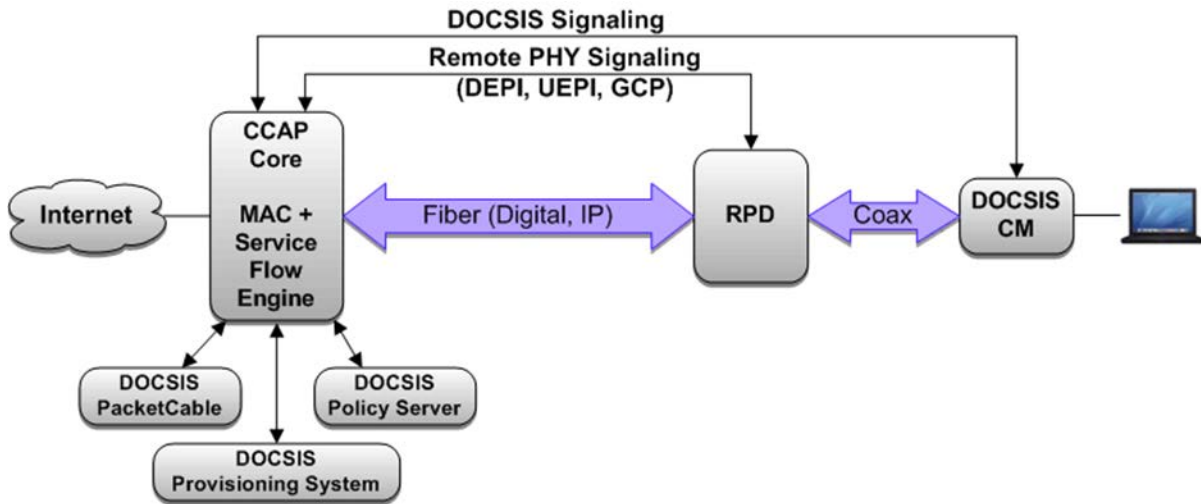 DOCSIS Signaling
Remote PHY Signaling
(DEPI, UEPI, GCP)
CCAP
Core
MAC +
Service
Flow
Engine
Internet
Fiber (Digital, IP)
RPD
Coax
DOCSIS
CM
DOCSIS
PacketCable
DOCSIS
Policy Server
DOCSIS
Provisioning System